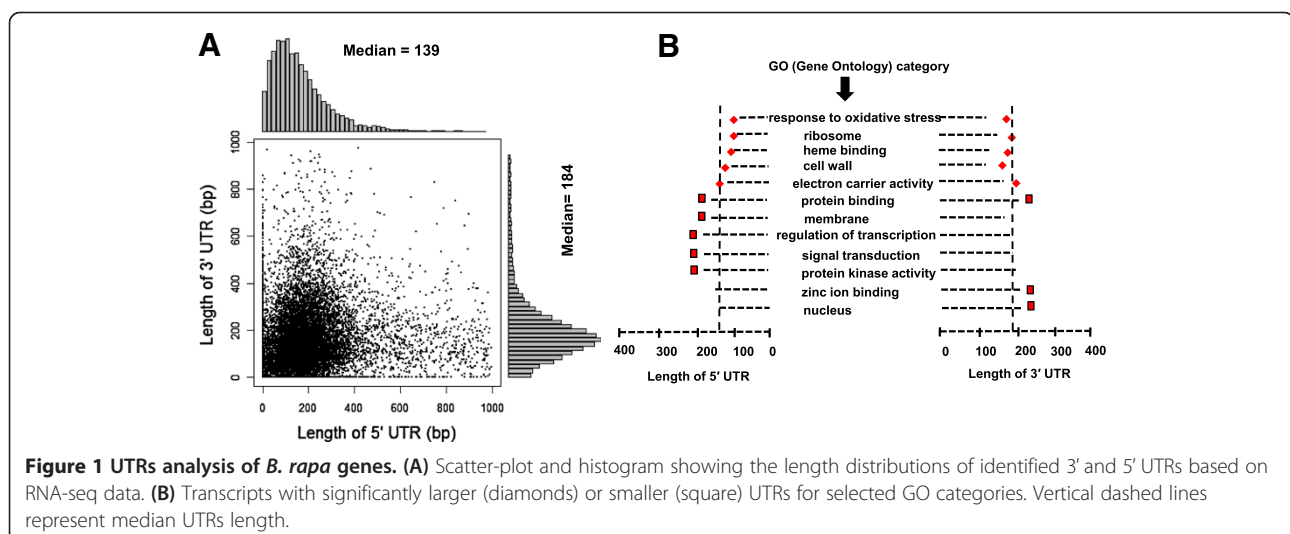 A
Median = 139
Length of 3' UTR (bp)
1000
800
600
400
200
0
0 200 400 600 800 1000
Length of 5' UTR (bp)
Median= 184
B
GO (Gene Ontology) category
response to oxidative stress
ribosome
heme binding
cell wall
electron carrier activity
protein binding
membrane
regulation of transcription
signal transduction
protein kinase activity
zinc ion binding
nucleus
400 200 100 0
Length of 5' UTR
0 100 200 400
Length of 3' UTR
Figure 1 UTRs analysis of B. rapa genes. (A) Scatter-plot and histogram showing the length distributions of identified 3' and 5' UTRs based on
RNA-seq data. (B) Transcripts with significantly larger (diamonds) or smaller (square) UTRs for selected GO categories. Vertical dashed lines
represent median UTRs length.